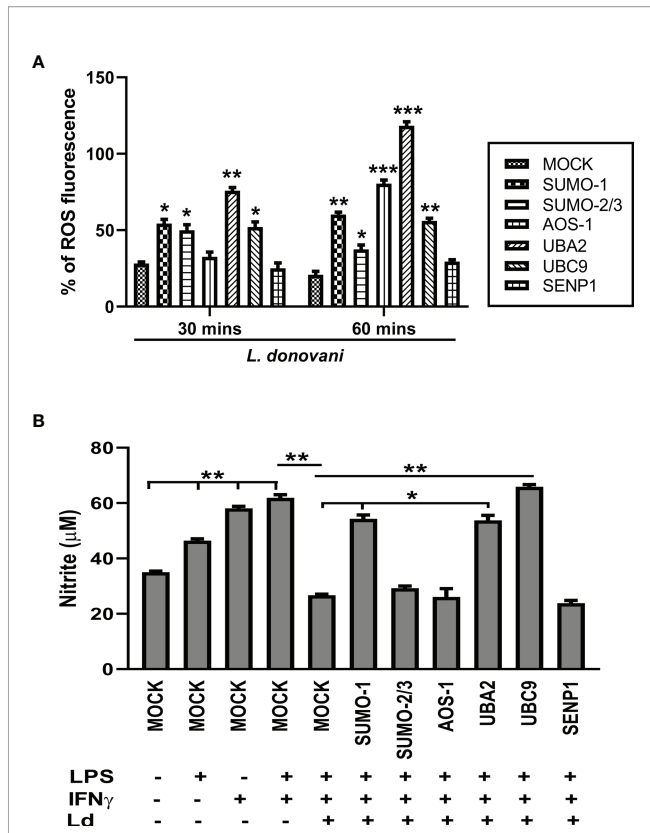 A
% of ROS fluorescence
150
100
50
0
*
*
**
*
**
*
***
***
**
30 mins
60 mins
L. donovani
MOCK
SUMO-1
SUMO-2/3
AOS-1
UBA2
UBC9
SENP1
B
Nitrite (µM)
80
60
40
20
0
**
**
**
*
MOCK
MOCK
MOCK
MOCK
MOCK
SUMO-1
SUMO-2/3
AOS-1
UBA2
UBC9
SENP1
LPS - + - + + + + + + + +
IFNγ - - + + + + + + + + +
Ld - - - - + + + + + + +